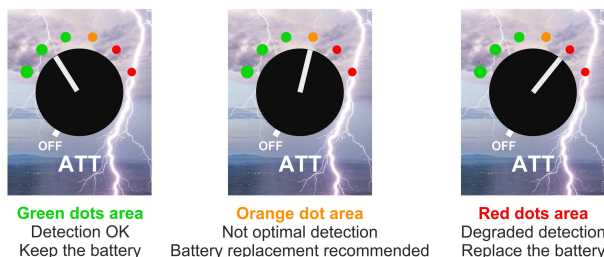 OFF
ATT
OFF
ATT
OFF
ATT
Green dots area
Detection OK
Keep the battery
Orange dot area
Not optimal detection
Battery replacement recommended
Red dots area
Degraded detection
Replace the battery